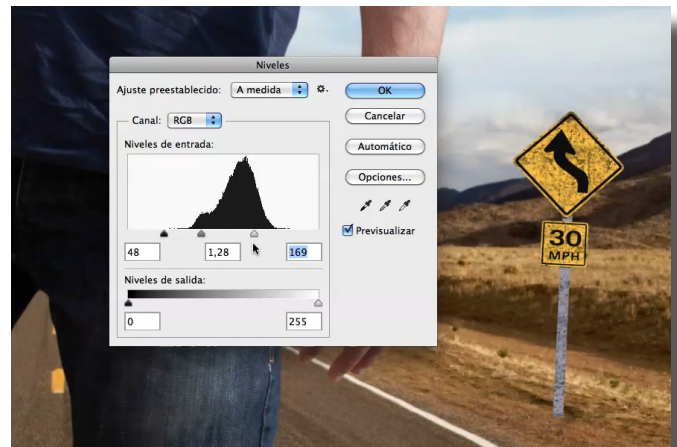 Niveles
Ajuste preestablecido: A medida
OK
Canal: RGB
Cancelar
Niveles de entrada:
Automático
Opciones...
Previsualizar
48 1,28 169
Niveles de salida:
0 255
30
MPH